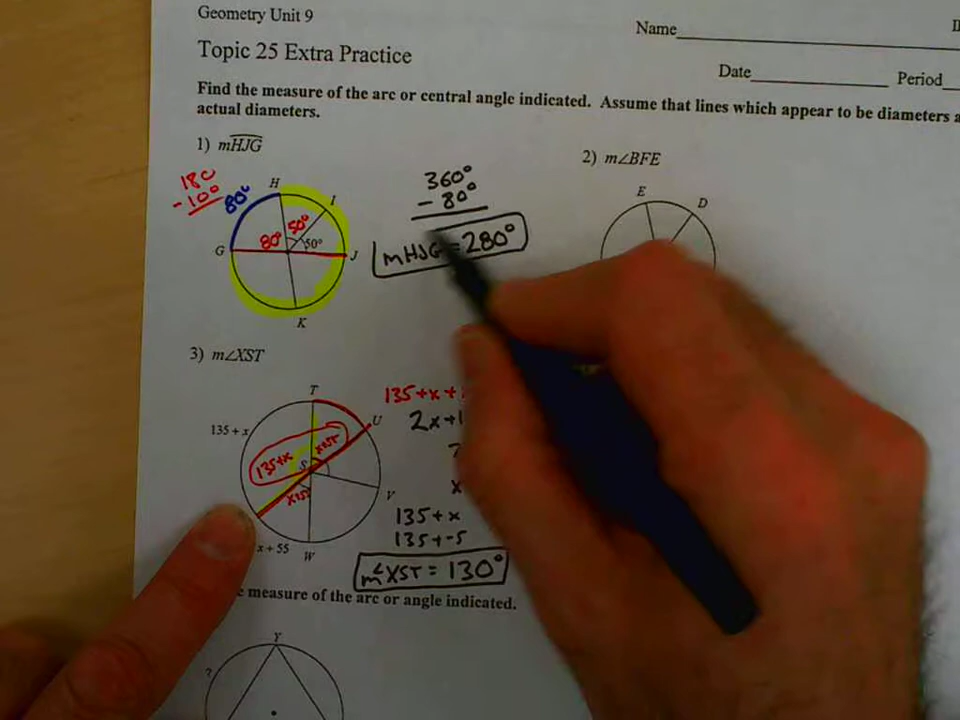 Geometry Unit 9
Name
Topic 25 Extra Practice
Date Period
Find the measure of the arc or central angle indicated. Assume that lines which appear to be diameters
actual diameters.
1) mHJG
2) m∠BFE
180
-100
80°
H
I
50°
80°
50°
G
J
K
360°
- 80°
mHJG = 280°
E
D
3) m∠XST
T
135 + x
U
135+x
S
V
x + 55
W
135+x+
2x+1
x
135+x
135+-5
m∠XST = 130°
measure of the arc or angle indicated.
Y
?